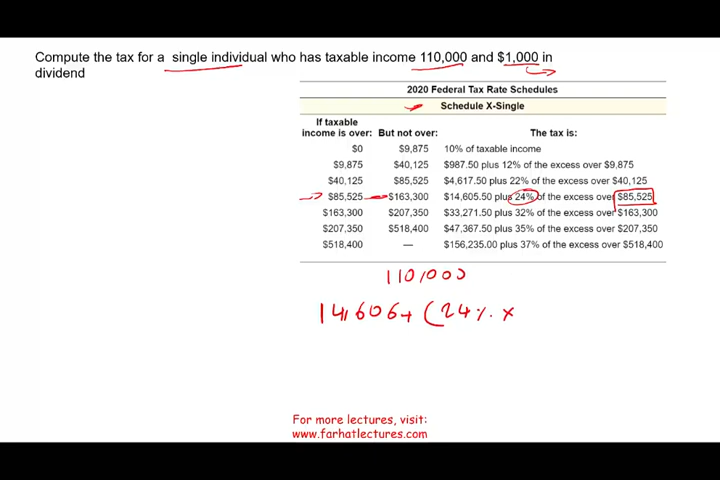 Compute the tax for a single individual who has taxable income 110,000 and $1,000 in
dividend
2020 Federal Tax Rate Schedules
Schedule X-Single
If taxable
income is over: But not over: The tax is:
$0 $9,875 10% of taxable income
$9,875 $40,125 $987.50 plus 12% of the excess over $9,875
$40,125 $85,525 $4,617.50 plus 22% of the excess over $40,125
$85,525 $163,300 $14,605.50 plus 24% of the excess over $85,525
$163,300 $207,350 $33,271.50 plus 32% of the excess over $163,300
$207,350 $518,400 $47,367.50 plus 35% of the excess over $207,350
$518,400 — $156,235.00 plus 37% of the excess over $518,400
110,000
14,606+ (24% x
For more lectures, visit:
www.farhatlectures.com